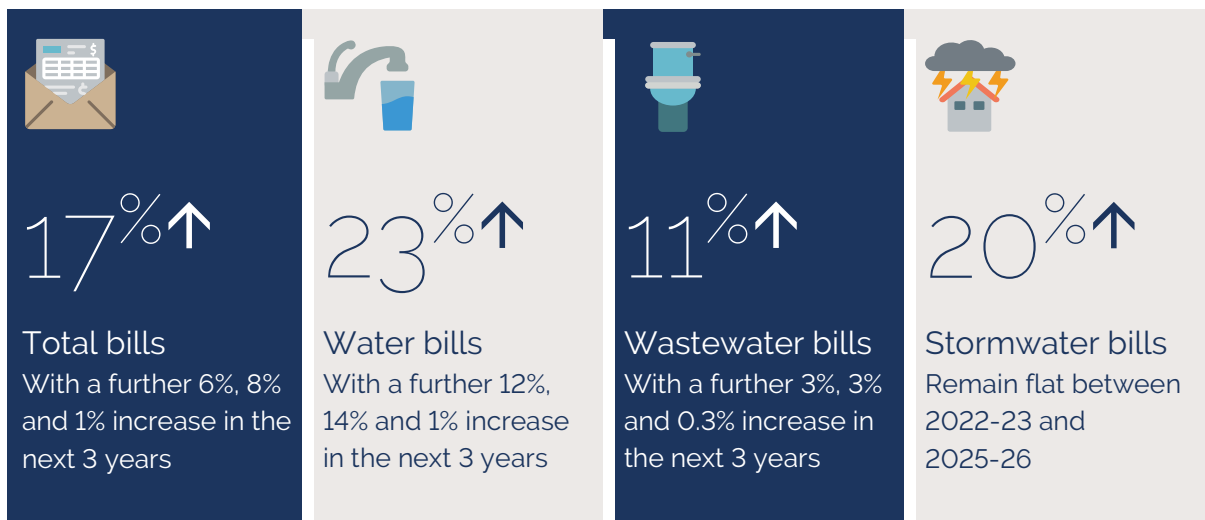 17%↑
Total bills
With a further 6%, 8%
and 1% increase in the
next 3 years
23%↑
Water bills
With a further 12%,
14% and 1% increase
in the next 3 years
11%↑
Wastewater bills
With a further 3%, 3%
and 0.3% increase in
the next 3 years
20%↑
Stormwater bills
Remain flat between
2022-23 and
2025-26